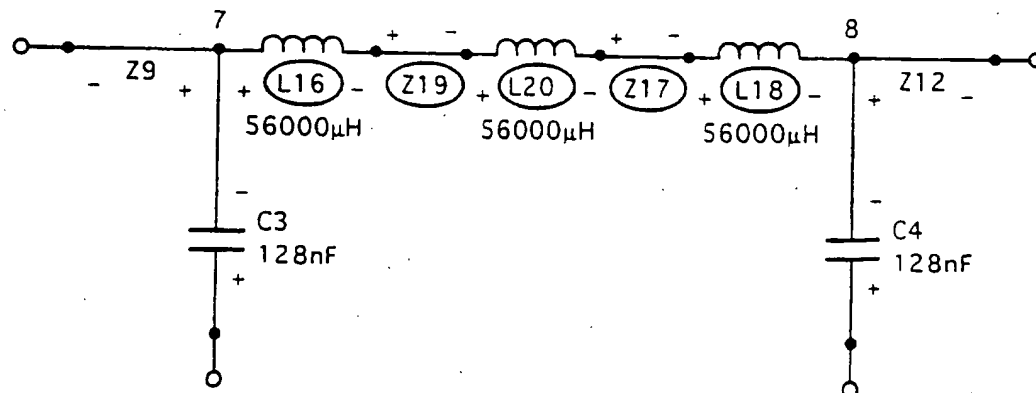 7
8
+ -
+ -
- Z9 +
+ L16 -
Z19
+ L20 -
Z17
+ L18 -
+ Z12 -
56000μH
56000μH
56000μH
-
-
C3
128nF
C4
128nF
+
+